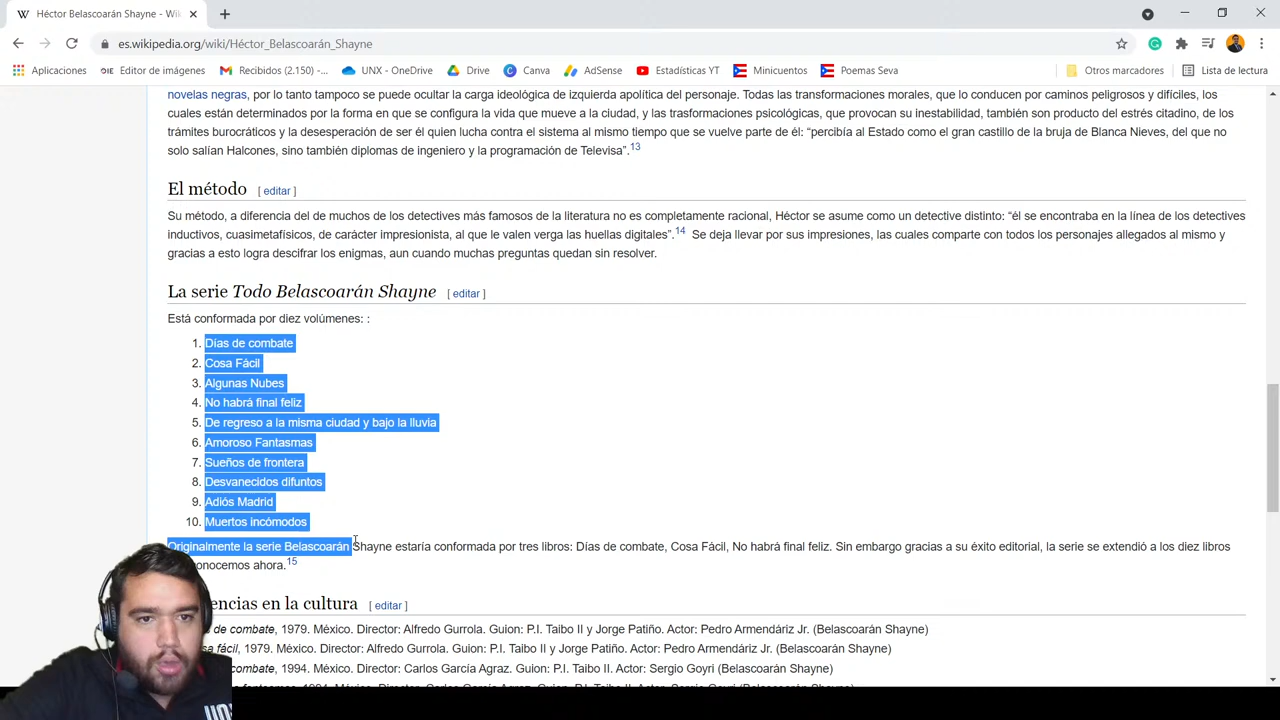 Héctor Belascoarán Shayne - Wi
es.wikipedia.org/wiki/Héctor_Belascoarán_Shayne
Aplicaciones Editor de imágenes Recibidos (2.150) -... UNX - OneDrive Drive Canva AdSense Estadísticas YT Minicuentos Poemas Seva Otros marcadores Lista de lectura
novelas negras, por lo tanto tampoco se puede ocultar la carga ideológica de izquierda apolítica del personaje. Todas las transformaciones morales, que lo conducen por caminos peligrosos y difíciles, los
cuales están determinados por la forma en que se configura la vida que mueve a la ciudad, y las trasformaciones psicológicas, que provocan su inestabilidad, también son producto del estrés citadino, de los
trámites burocráticos y la desesperación de ser él quien lucha contra el sistema al mismo tiempo que se vuelve parte de él: “percibía al Estado como el gran castillo de la bruja de Blanca Nieves, del que no
solo salían Halcones, sino también diplomas de ingeniero y la programación de Televisa”.13
El método [ editar ]
Su método, a diferencia del de muchos de los detectives más famosos de la literatura no es completamente racional, Héctor se asume como un detective distinto: “él se encontraba en la línea de los detectives
inductivos, cuasimetafísicos, de carácter impresionista, al que le valen verga las huellas digitales”.14 Se deja llevar por sus impresiones, las cuales comparte con todos los personajes allegados al mismo y
gracias a esto logra descifrar los enigmas, aun cuando muchas preguntas quedan sin resolver.
La serie Todo Belascoarán Shayne [ editar ]
Está conformada por diez volúmenes: :
1. Días de combate
2. Cosa Fácil
3. Algunas Nubes
4. No habrá final feliz
5. De regreso a la misma ciudad y bajo la lluvia
6. Amoroso Fantasmas
7. Sueños de frontera
8. Desvanecidos difuntos
9. Adiós Madrid
10. Muertos incómodos
Originalmente la serie Belascoarán Shayne estaría conformada por tres libros: Días de combate, Cosa Fácil, No habrá final feliz. Sin embargo gracias a su éxito editorial, la serie se extendió a los diez libros
onocemos ahora.15
encias en la cultura [ editar ]
de combate, 1979. México. Director: Alfredo Gurrola. Guion: P.I. Taibo II y Jorge Patiño. Actor: Pedro Armendáriz Jr. (Belascoarán Shayne)
sa fácil, 1979. México. Director: Alfredo Gurrola. Guion: P.I. Taibo II y Jorge Patiño. Actor: Pedro Armendáriz Jr. (Belascoarán Shayne)
combate, 1994. México. Director: Carlos García Agraz. Guion: P.I. Taibo II. Actor: Sergio Goyri (Belascoarán Shayne)